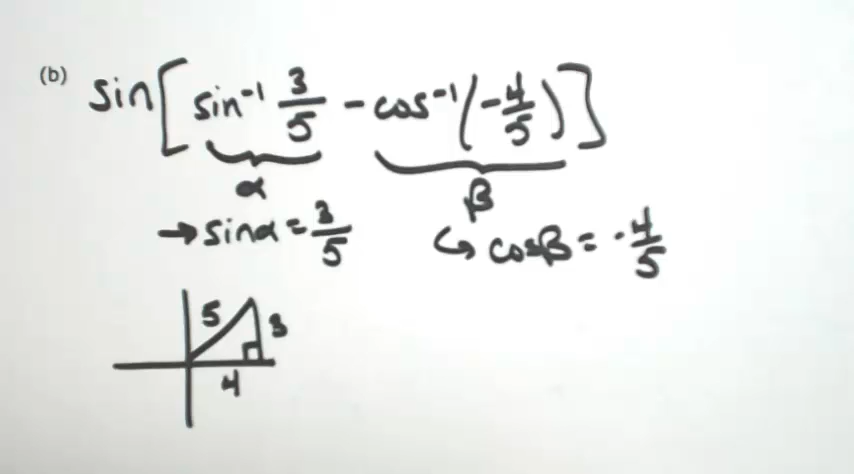 (b) sin[sin⁻¹ 3/5 - cos⁻¹(-4/5)]
α β
→ sinα = 3/5 ↪ cosβ = -4/5
5 3
4